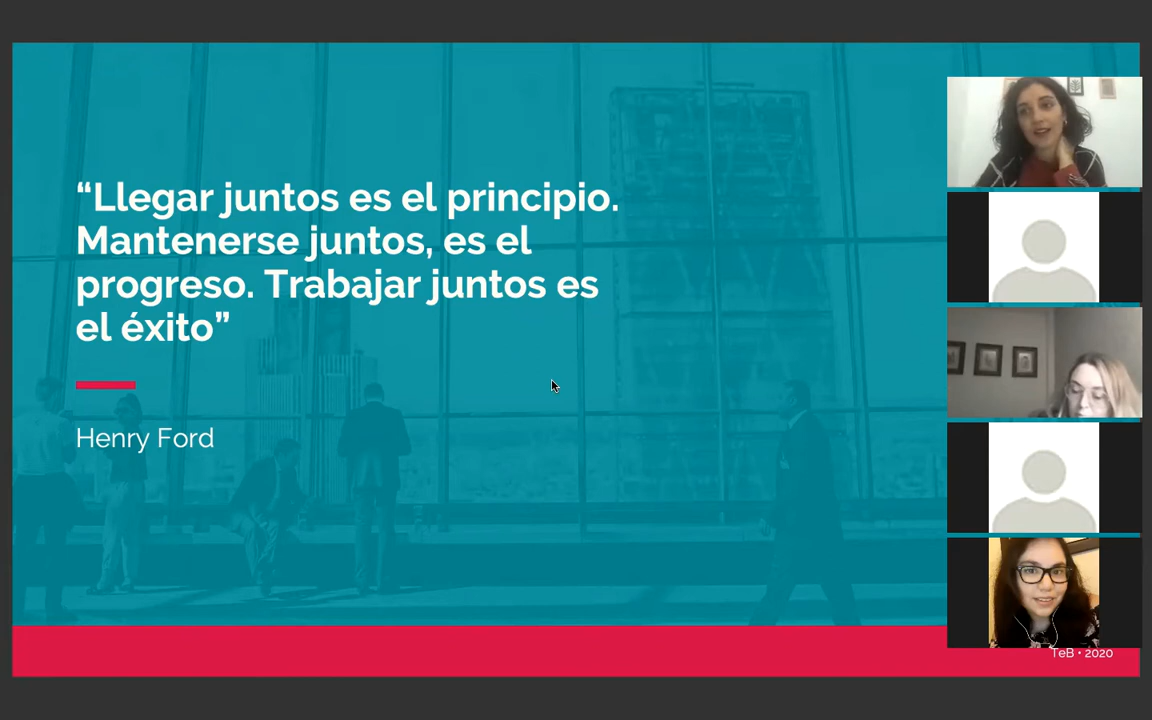 “Llegar juntos es el principio.
Mantenerse juntos, es el
progreso. Trabajar juntos es
el éxito”
Henry Ford
TeB • 2020